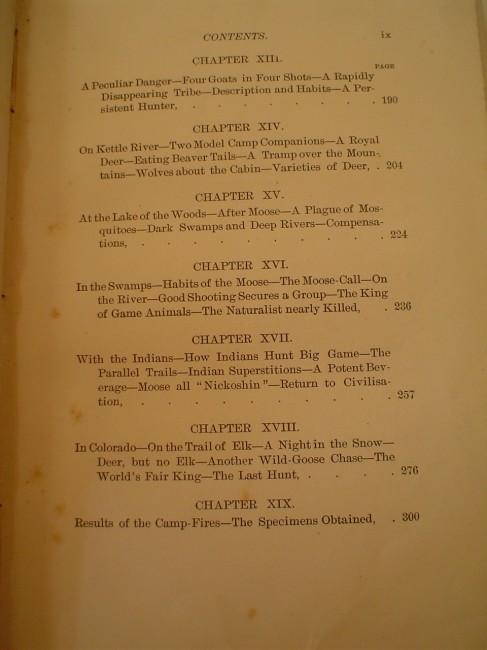 CONTENTS. ix
CHAPTER XIII.
PAGE
A Peculiar Danger—Four Goats in Four Shots—A Rapidly
Disappearing Tribe—Description and Habits—A Per-
sistent Hunter, . . . . . . . 190
CHAPTER XIV.
On Kettle River—Two Model Camp Companions—A Royal
Deer—Eating Beaver Tails—A Tramp over the Moun-
tains—Wolves about the Cabin—Varieties of Deer, . 204
CHAPTER XV.
At the Lake of the Woods—After Moose—A Plague of Mos-
quitoes—Dark Swamps and Deep Rivers—Compensa-
tions, . . . . . . . . . 224
CHAPTER XVI.
In the Swamps—Habits of the Moose—The Moose-Call—On
the River—Good Shooting Secures a Group—The King
of Game Animals—The Naturalist nearly Killed, . 236
CHAPTER XVII.
With the Indians—How Indians Hunt Big Game—The
Parallel Trails—Indian Superstitions—A Potent Bev-
erage—Moose all "Nickoshin"—Return to Civilisa-
tion, . . . . . . . . . 257
CHAPTER XVIII.
In Colorado—On the Trail of Elk—A Night in the Snow—
Deer, but no Elk—Another Wild-Goose Chase—The
World's Fair King—The Last Hunt, . . . . 276
CHAPTER XIX.
Results of the Camp-Fires—The Specimens Obtained, . 300